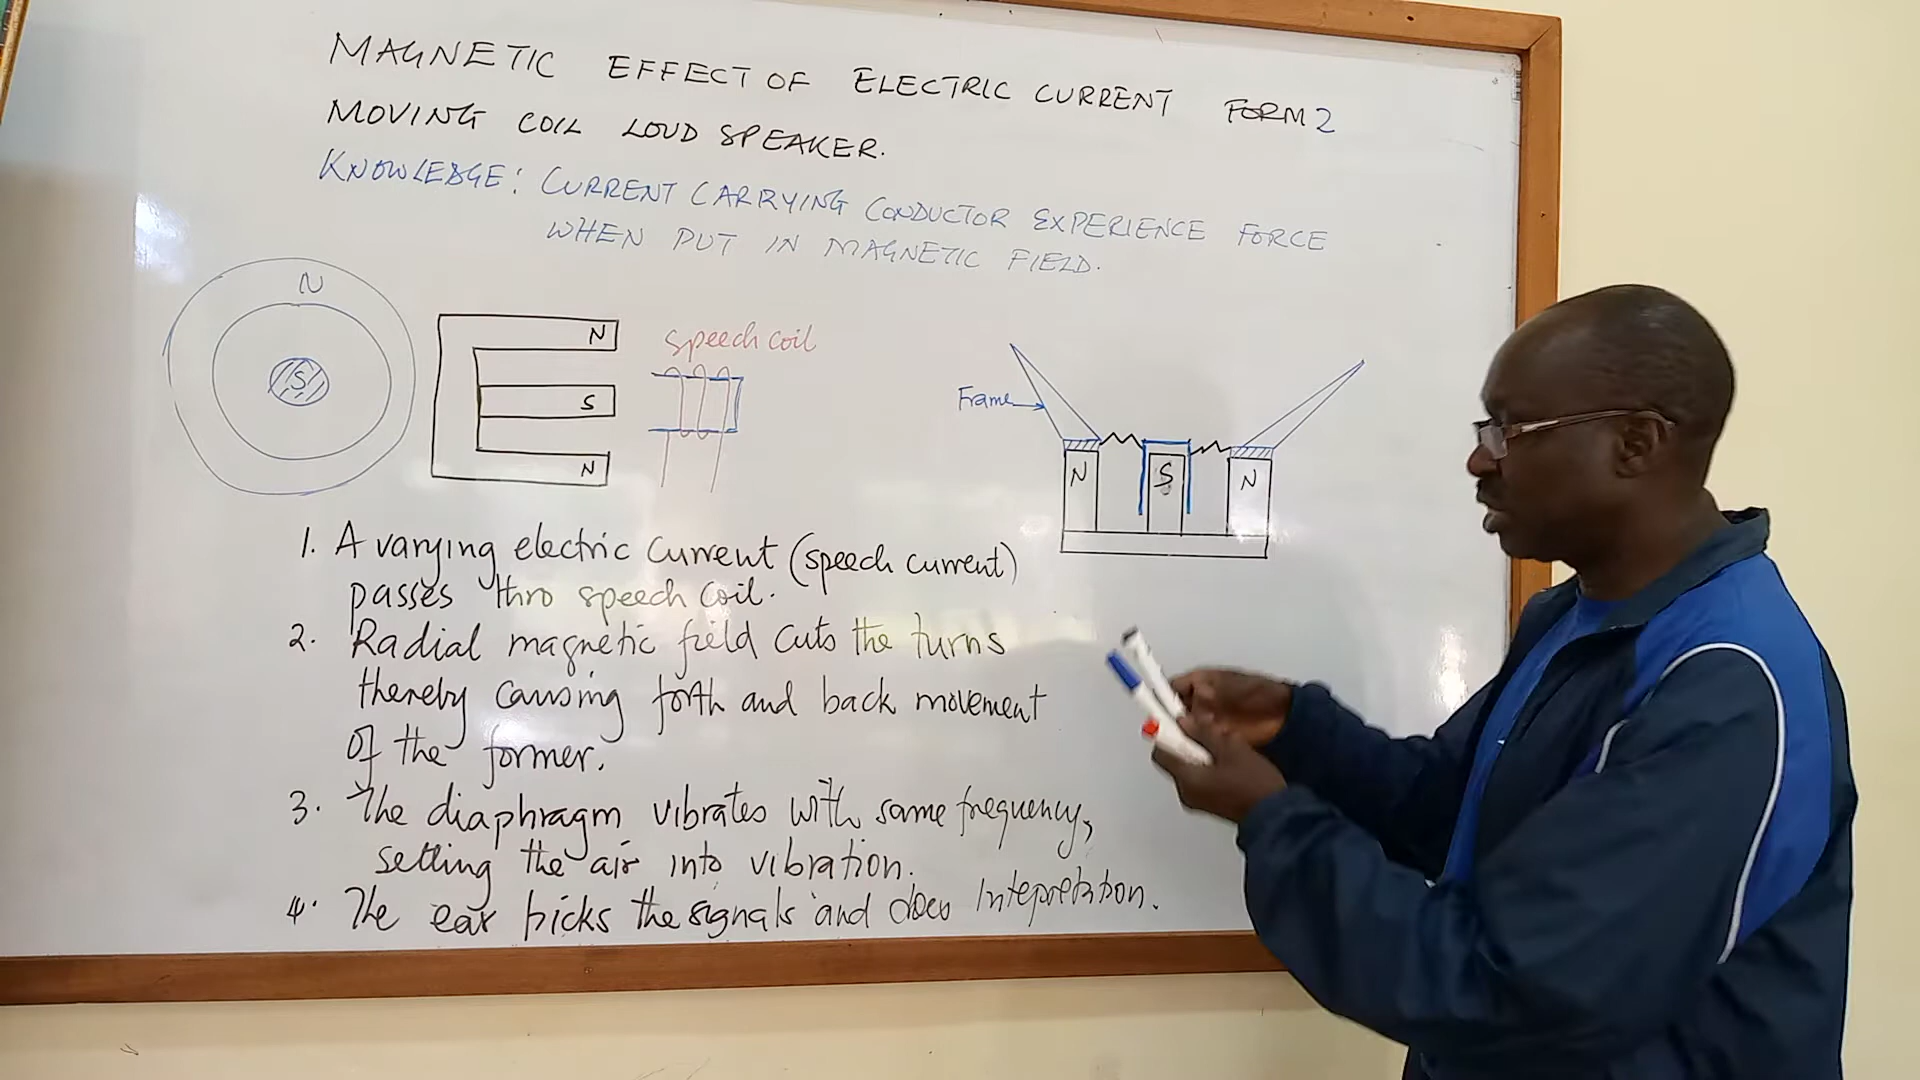 MAGNETIC EFFECT OF ELECTRIC CURRENT FORM 2
MOVING COIL LOUD SPEAKER.
KNOWLEDGE: CURRENT CARRYING CONDUCTOR EXPERIENCE FORCE
WHEN PUT IN MAGNETIC FIELD.
N
S
N
S
N
speech coil
Frame
N
S
N
1. A varying electric current (speech current)
passes thro speech coil.
2. Radial magnetic field cuts the turns
thereby causing forth and back movement
of the former.
3. The diaphragm vibrates with same frequency,
setting the air into vibration.
4. The ear picks the signals and does Intepretation.